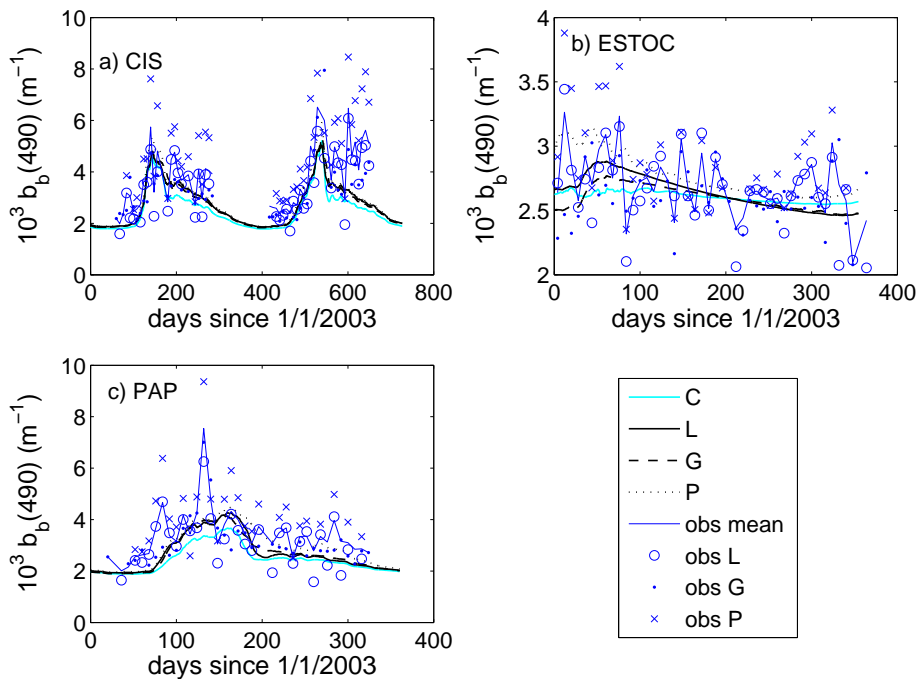 a) CIS
10
8
6
4
2
0
10³ b_b(490) (m⁻¹)
0 200 400 600 800
days since 1/1/2003
b) ESTOC
4
3.5
3
2.5
2
10³ b_b(490) (m⁻¹)
0 100 200 300 400
days since 1/1/2003
c) PAP
10
8
6
4
2
0
10³ b_b(490) (m⁻¹)
0 100 200 300 400
days since 1/1/2003
C
L
G
P
obs mean
obs L
obs G
obs P